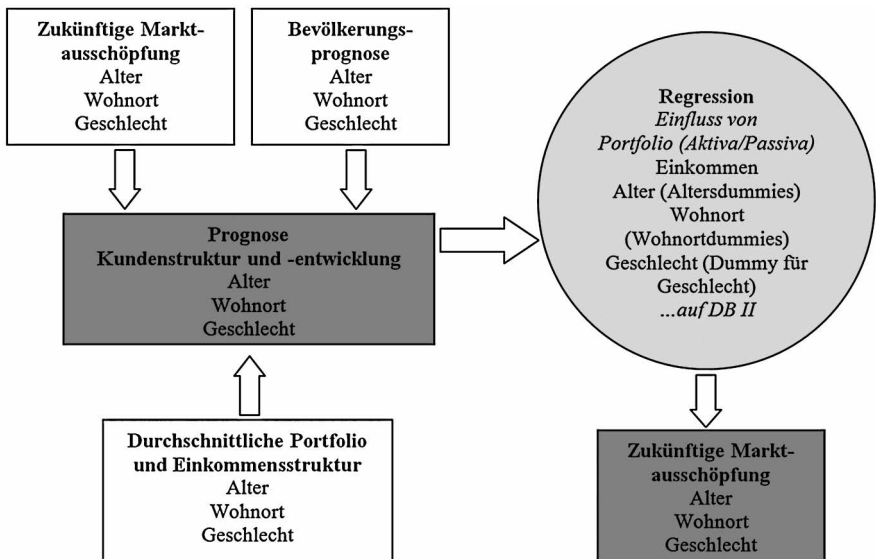 Zukünftige Markt-
ausschöpfung
Alter
Wohnort
Geschlecht
Bevölkerungs-
prognose
Alter
Wohnort
Geschlecht
Prognose
Kundenstruktur und -entwicklung
Alter
Wohnort
Geschlecht
Durchschnittliche Portfolio
und Einkommensstruktur
Alter
Wohnort
Geschlecht
Regression
Einfluss von
Portfolio (Aktiva/Passiva)
Einkommen
Alter (Altersdummies)
Wohnort
(Wohnortdummies)
Geschlecht (Dummy für
Geschlecht)
...auf DB II
Zukünftige Markt-
ausschöpfung
Alter
Wohnort
Geschlecht